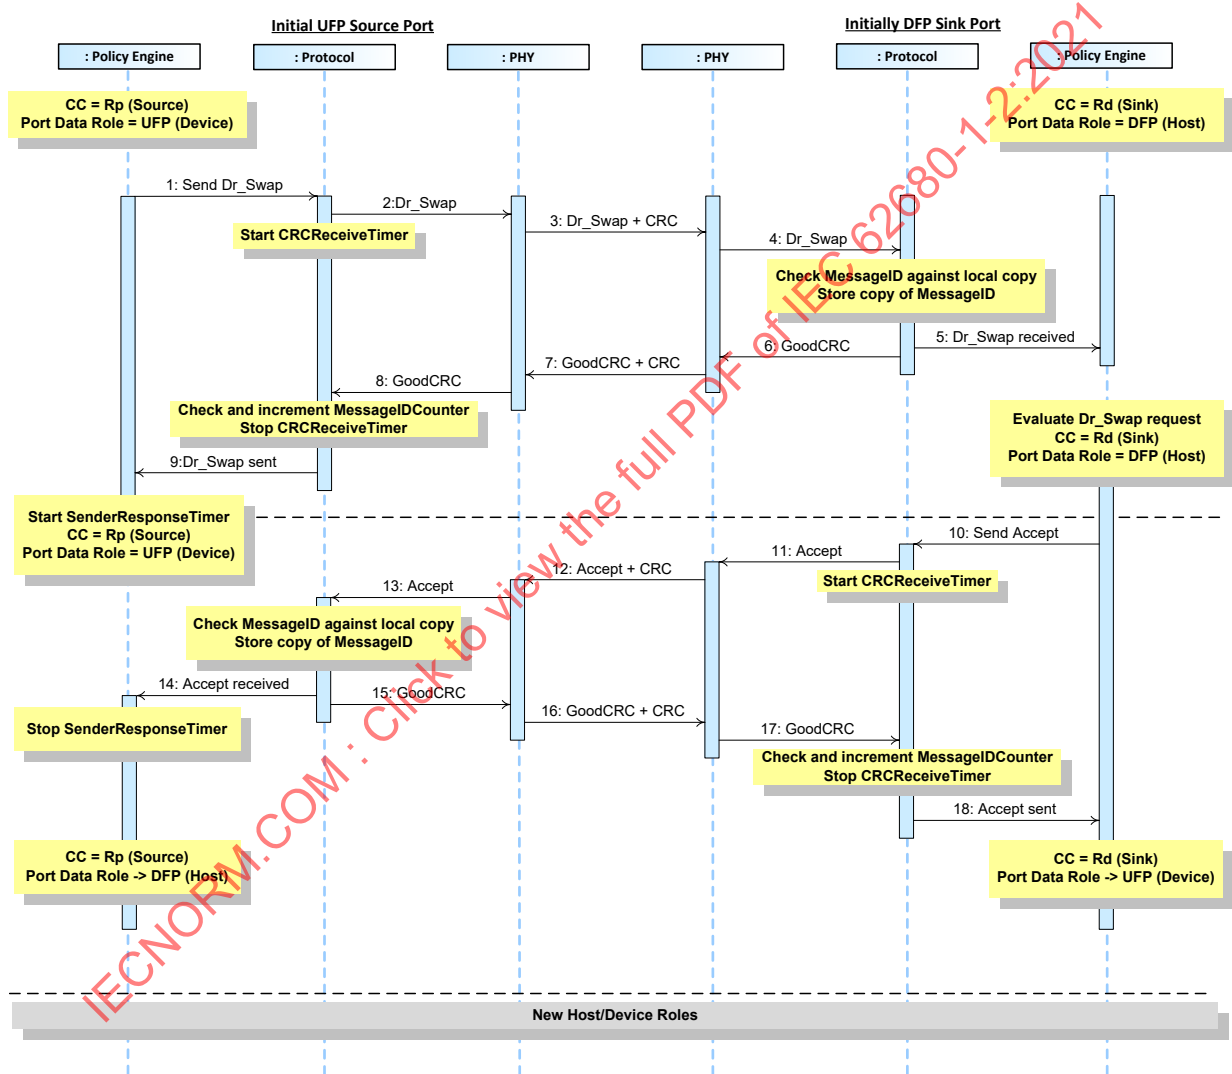 Initial UFP Source Port
Initially DFP Sink Port
: Policy Engine
: Protocol
: PHY
: PHY
: Protocol
: Policy Engine
CC = Rp (Source)
Port Data Role = UFP (Device)
CC = Rd (Sink)
Port Data Role = DFP (Host)
1: Send Dr_Swap
2:Dr_Swap
Start CRCReceiveTimer
3: Dr_Swap + CRC
4: Dr_Swap
Check MessageID against local copy
Store copy of MessageID
5: Dr_Swap received
6: GoodCRC
7: GoodCRC + CRC
8: GoodCRC
Check and increment MessageIDCounter
Stop CRCReceiveTimer
Evaluate Dr_Swap request
CC = Rd (Sink)
Port Data Role = DFP (Host)
9:Dr_Swap sent
Start SenderResponseTimer
CC = Rp (Source)
Port Data Role = UFP (Device)
10: Send Accept
11: Accept
Start CRCReceiveTimer
12: Accept + CRC
13: Accept
Check MessageID against local copy
Store copy of MessageID
14: Accept received
15: GoodCRC
Stop SenderResponseTimer
16: GoodCRC + CRC
17: GoodCRC
Check and increment MessageIDCounter
Stop CRCReceiveTimer
18: Accept sent
CC = Rp (Source)
Port Data Role -> DFP (Host)
CC = Rd (Sink)
Port Data Role -> UFP (Device)
New Host/Device Roles
IECNORM.COM : Click to view the full PDF of IEC 62680-1-2:2021